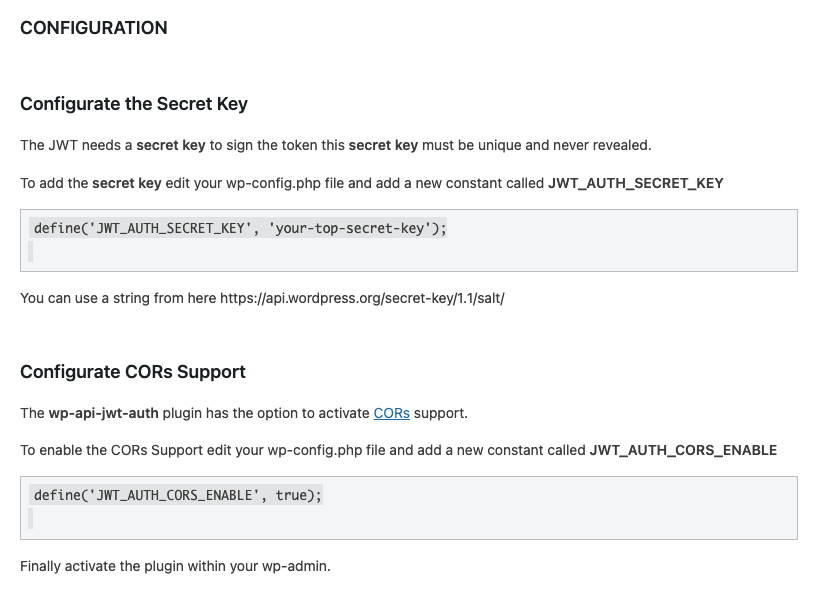 CONFIGURATION
Configurate the Secret Key
The JWT needs a secret key to sign the token this secret key must be unique and never revealed.
To add the secret key edit your wp-config.php file and add a new constant called JWT_AUTH_SECRET_KEY
define('JWT_AUTH_SECRET_KEY', 'your-top-secret-key');
You can use a string from here https://api.wordpress.org/secret-key/1.1/salt/
Configurate CORs Support
The wp-api-jwt-auth plugin has the option to activate CORs support.
To enable the CORs Support edit your wp-config.php file and add a new constant called JWT_AUTH_CORS_ENABLE
define('JWT_AUTH_CORS_ENABLE', true);
Finally activate the plugin within your wp-admin.